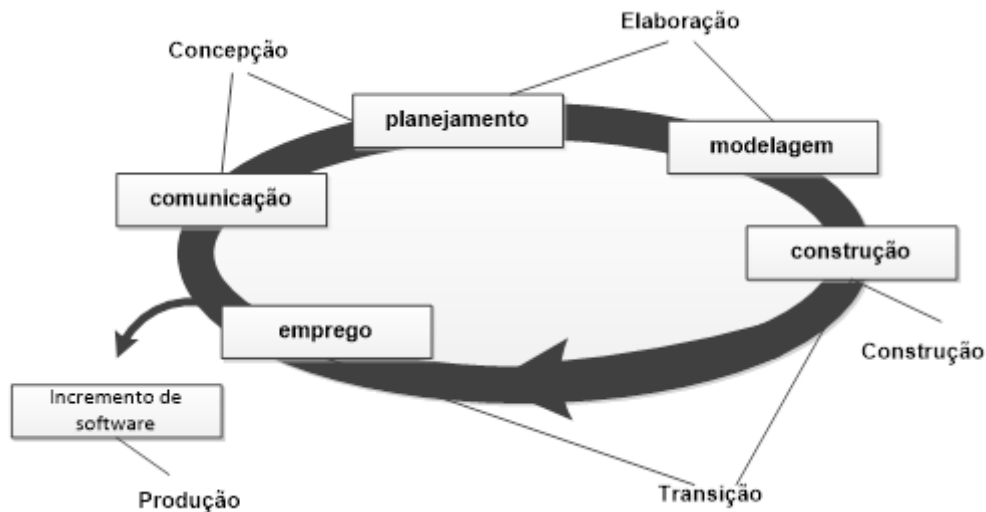 Elaboração
Concepção
planejamento
modelagem
comunicação
construção
emprego
Construção
Incremento de
software
Produção
Transição